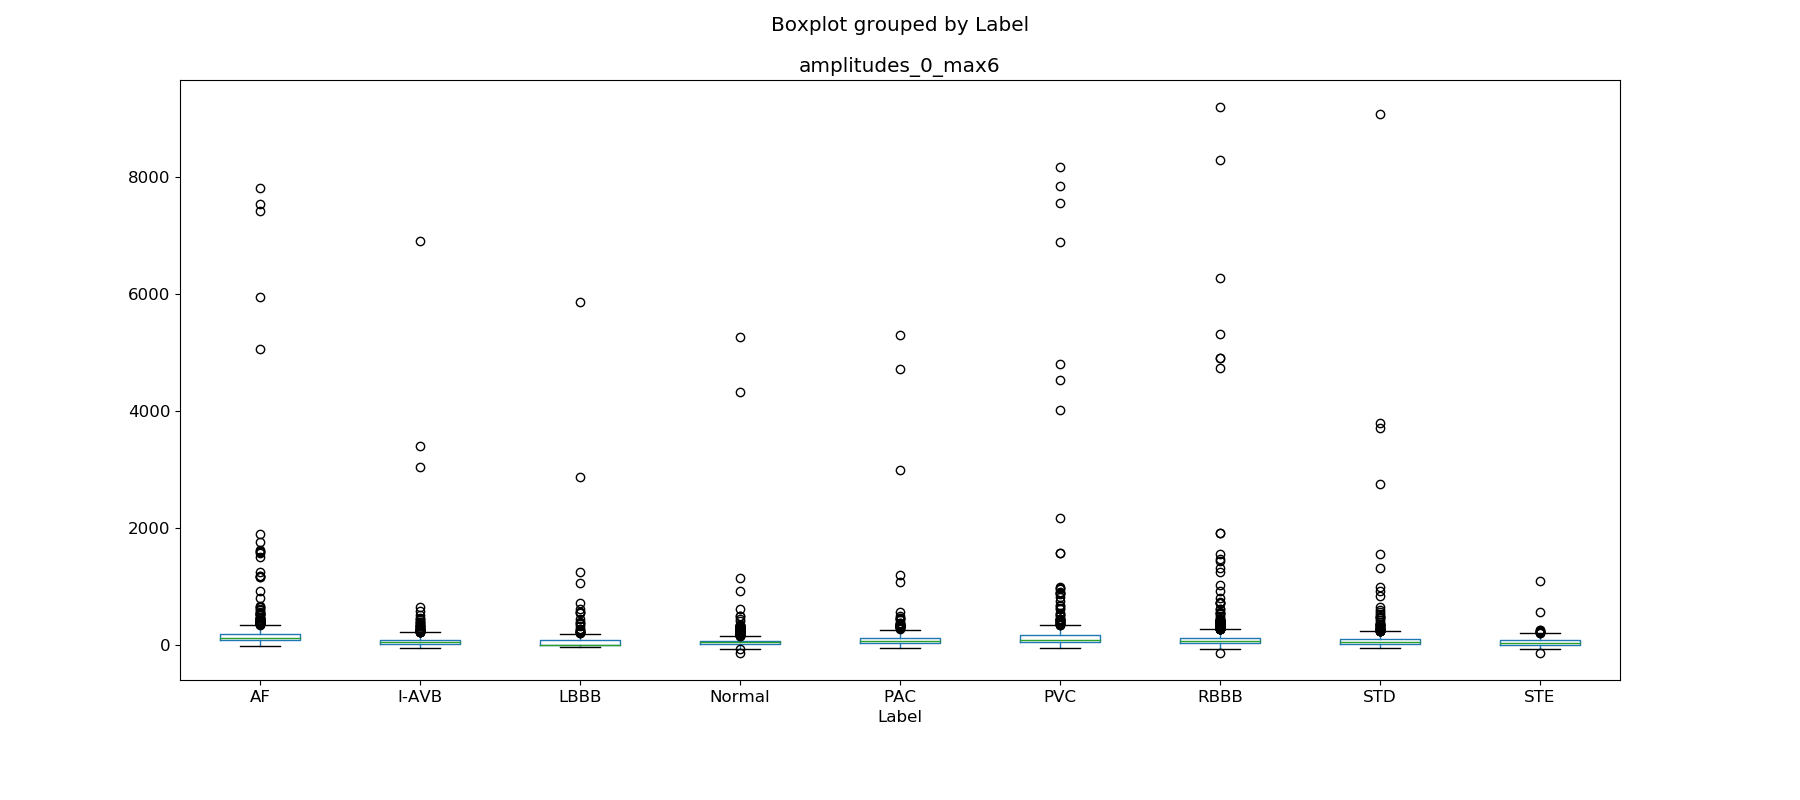 Boxplot grouped by Label
amplitudes_0_max6
8000
6000
4000
2000
0
AF I-AVB LBBB Normal PAC PVC RBBB STD STE
Label